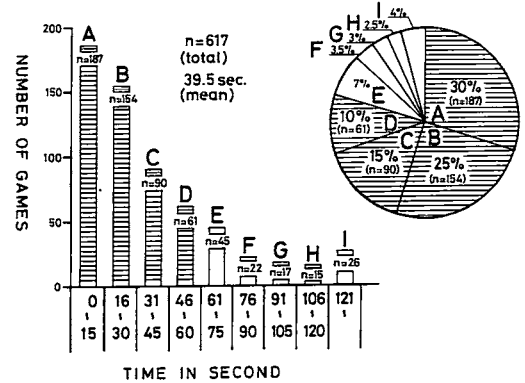 NUMBER OF GAMES
200
150
100
50
0
A
n=187
B
n=154
C
n=90
D
n=61
E
n=45
F
n=22
G
n=17
H
n=15
I
n=26
n=617
(total)
39.5 sec.
(mean)
0 ~ 15
16 ~ 30
31 ~ 45
46 ~ 60
61 ~ 75
76 ~ 90
91 ~ 105
106 ~ 120
121 ~
TIME IN SECOND
30%
(n=187)
A
B
25%
(n=154)
C
15%
(n=90)
D
10%
(n=61)
E
7%
F
3.5%
G
3%
H
2.5%
I
4%